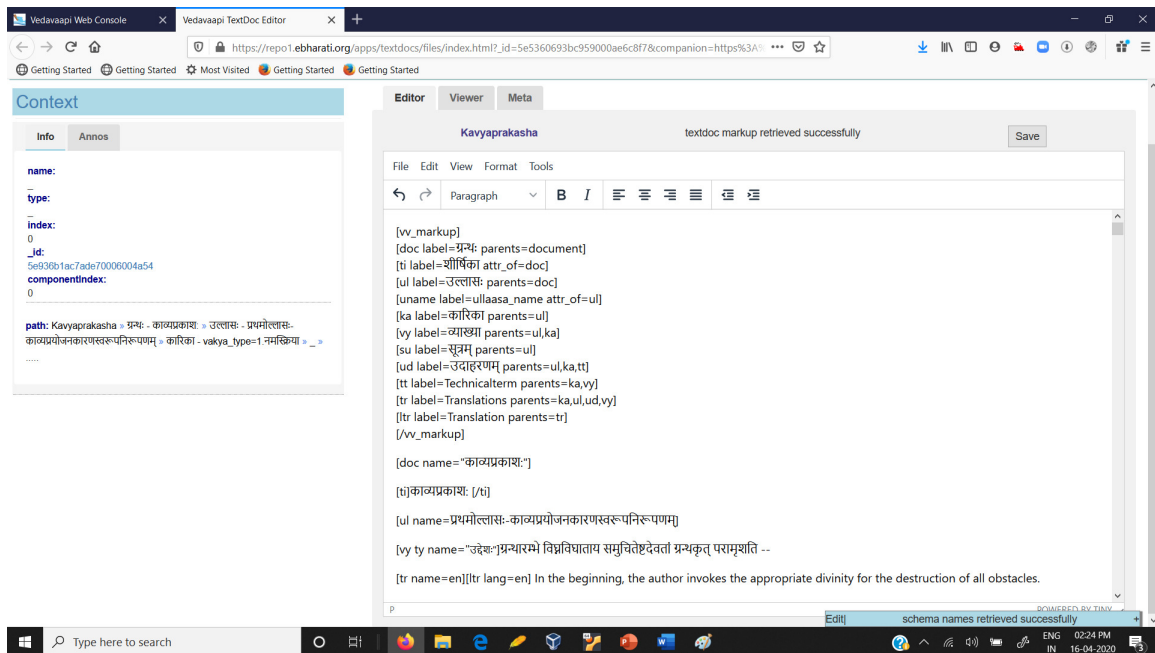 Vedavaapi Web Console
Vedavaapi TextDoc Editor
https://repo1.ebharati.org/apps/textdocs/files/index.html?_id=5e5360693bc959000ae6c8f7&companion=https%3A%
Getting Started
Getting Started
Most Visited
Getting Started
Getting Started
Context
Info
Annos
name:
_
type:
_
index:
0
_id:
5e936b1ac7ade70006004a54
componentIndex:
0
path: Kavyaprakasha » ग्रन्थः - काव्यप्रकाशः » उल्लासः - प्रथमोल्लासः-
काव्यप्रयोजनकारणस्वरूपनिरूपणम् » कारिका - vakya_type=1.नमस्क्रिया » _ »
.....
Editor
Viewer
Meta
Kavyaprakasha
textdoc markup retrieved successfully
Save
File Edit View Format Tools
Paragraph
B I
[vv_markup]
[doc label=ग्रन्थः parents=document]
[ti label=शीर्षिका attr_of=doc]
[ul label=उल्लासः parents=doc]
[uname label=ullaasa_name attr_of=ul]
[ka label=कारिका parents=ul]
[vy label=व्याख्या parents=ul,ka]
[su label=सूत्रम् parents=ul]
[ud label=उदाहरणम् parents=ul,ka,tt]
[tt label=Technicalterm parents=ka,vy]
[tr label=Translations parents=ka,ul,ud,vy]
[ltr label=Translation parents=tr]
[/vv_markup]
[doc name="काव्यप्रकाशः"]
[ti]काव्यप्रकाशः [/ti]
[ul name=प्रथमोल्लासः-काव्यप्रयोजनकारणस्वरूपनिरूपणम्]
[vy ty name="उद्देशः"]ग्रन्थारम्भे विघ्नविघाताय समुचितेष्टदेवतां ग्रन्थकृत् परामृशति --
[tr name=en][ltr lang=en] In the beginning, the author invokes the appropriate divinity for the destruction of all obstacles.
P
POWERED BY TINY
Edit|
schema names retrieved successfully
+
Type here to search
ENG
IN
02:24 PM
16-04-2020